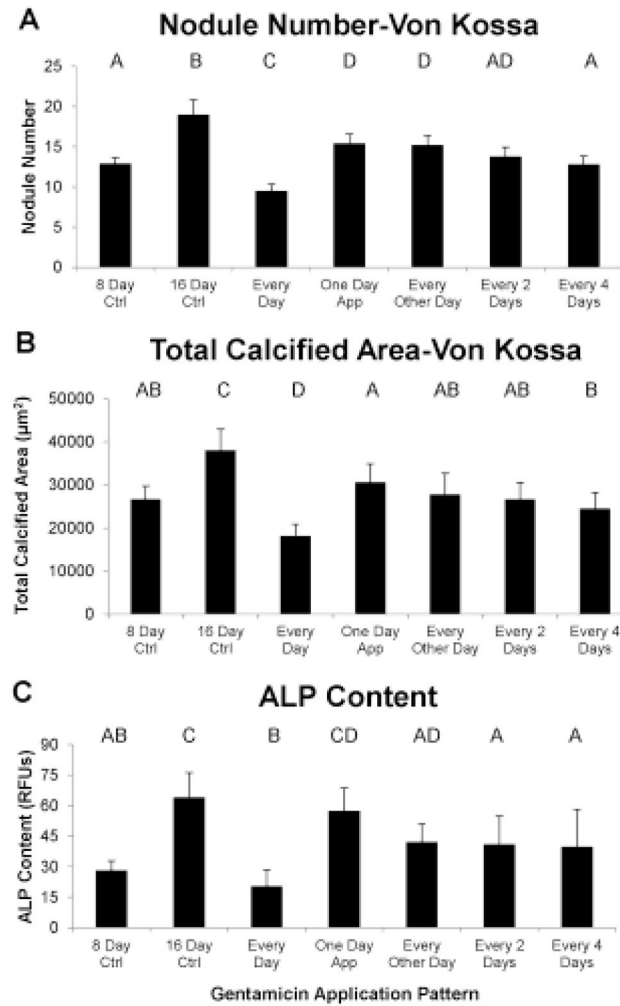 A
Nodule Number-Von Kossa
A B C D D AD A
Nodule Number
25
20
15
10
5
0
8 Day Ctrl
16 Day Ctrl
Every Day
One Day App
Every Other Day
Every 2 Days
Every 4 Days
B
Total Calcified Area-Von Kossa
AB C D A AB AB B
Total Calcified Area (µm²)
50000
40000
30000
20000
10000
0
8 Day Ctrl
16 Day Ctrl
Every Day
One Day App
Every Other Day
Every 2 Days
Every 4 Days
C
ALP Content
AB C B CD AD A A
ALP Content (RFUs)
90
75
60
45
30
15
0
8 Day Ctrl
16 Day Ctrl
Every Day
One Day App
Every Other Day
Every 2 Days
Every 4 Days
Gentamicin Application Pattern